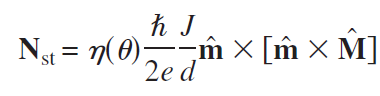 N_st = η(θ) ħ/2e J/d m̂ × [m̂ × M̂]